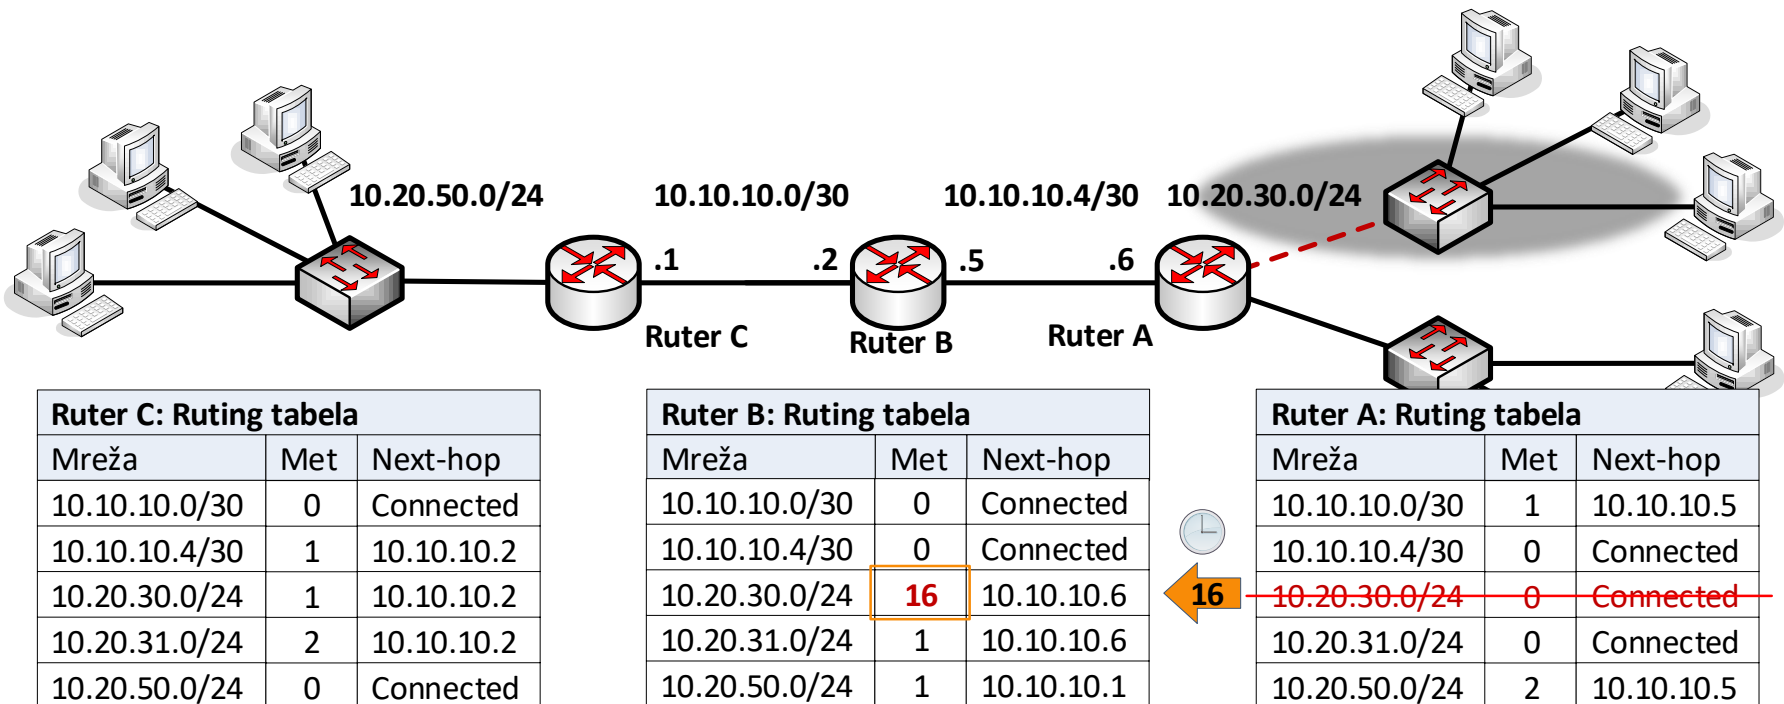 10.20.50.0/24 10.10.10.0/30 10.10.10.4/30 10.20.30.0/24
.1 .2 .5 .6
Ruter C Ruter B Ruter A
Ruter C: Ruting tabela
Mreža Met Next-hop
10.10.10.0/30 0 Connected
10.10.10.4/30 1 10.10.10.2
10.20.30.0/24 1 10.10.10.2
10.20.31.0/24 2 10.10.10.2
10.20.50.0/24 0 Connected
Ruter B: Ruting tabela
Mreža Met Next-hop
10.10.10.0/30 0 Connected
10.10.10.4/30 0 Connected
10.20.30.0/24 16 10.10.10.6
10.20.31.0/24 1 10.10.10.6
10.20.50.0/24 1 10.10.10.1
16
Ruter A: Ruting tabela
Mreža Met Next-hop
10.10.10.0/30 1 10.10.10.5
10.10.10.4/30 0 Connected
10.20.30.0/24 0 Connected
10.20.31.0/24 0 Connected
10.20.50.0/24 2 10.10.10.5